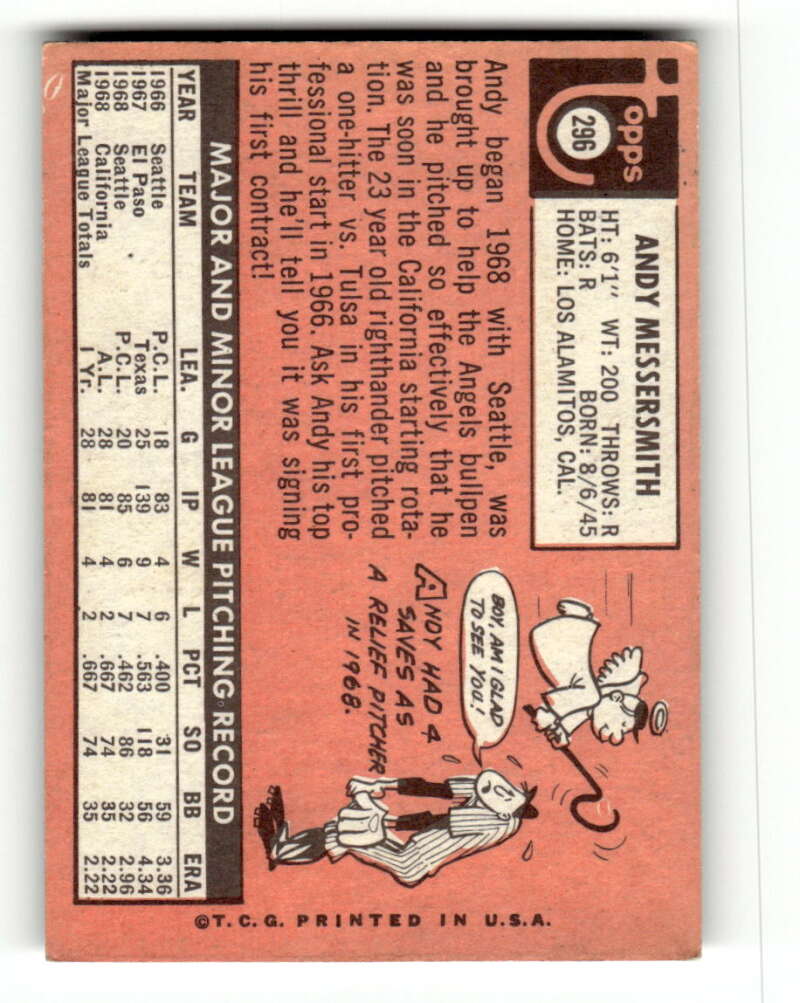 Topps
296
ANDY MESSERSMITH
HT: 6'1" WT: 200 THROWS: R
BATS: R BORN: 8/6/45
HOME: LOS ALAMITOS, CAL.
Andy began 1968 with Seattle, was
brought up to help the Angels bullpen
and he pitched so effectively that he
was soon in the California starting rota-
tion. The 23 year old righthander pitched
a one-hitter vs. Tulsa in his first pro-
fessional start in 1966. Ask Andy his top
thrill and he'll tell you it was signing
his first contract!
BOY, AM I GLAD
TO SEE YOU!
ANDY HAD 4
SAVES AS
A RELIEF PITCHER
IN 1968.
MAJOR AND MINOR LEAGUE PITCHING RECORD
YEAR TEAM LEA. G IP W L PCT SO BB ERA
1966 Seattle P.C.L. 18 83 4 6 .400 31 59 3.36
1967 El Paso Texas 25 139 9 7 .563 118 56 4.34
1968 Seattle P.C.L. 20 85 6 7 .462 86 32 2.96
1968 California A.L. 28 81 4 2 .667 74 35 2.22
Major League Totals 1 Yr. 28 81 4 2 .667 74 35 2.22
©T.C.G. PRINTED IN U.S.A.